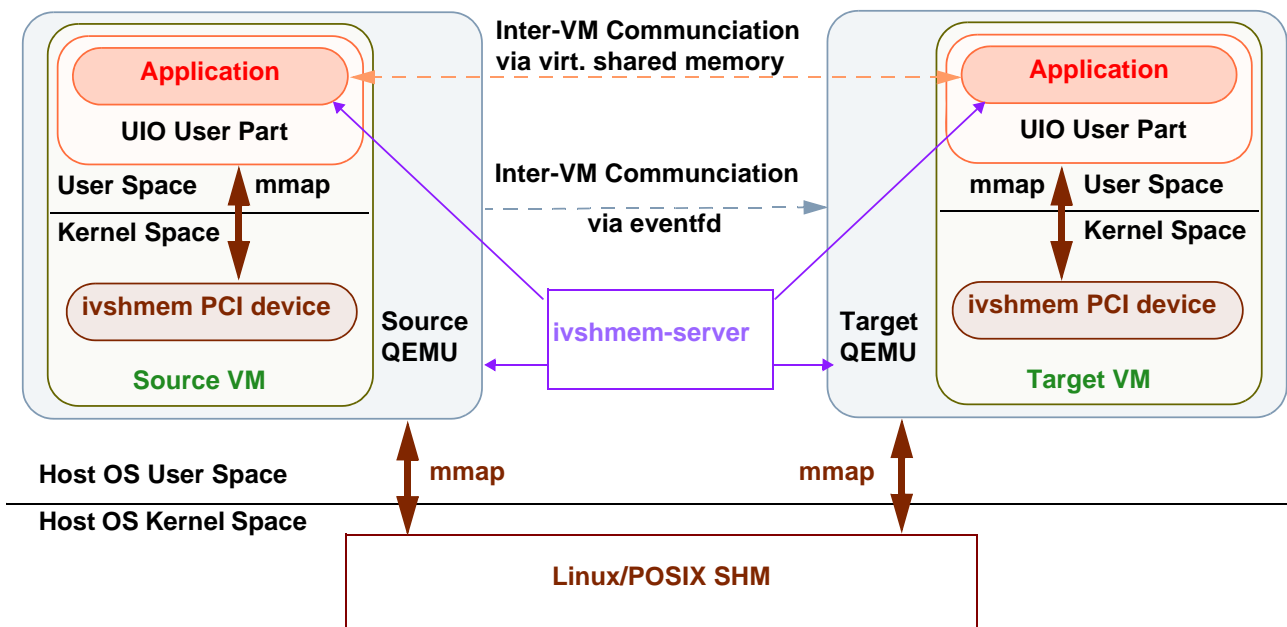 Inter-VM Communciation
via virt. shared memory
Application
UIO User Part
User Space
mmap
Kernel Space
ivshmem PCI device
Source VM
Source
QEMU
Inter-VM Communciation
via eventfd
ivshmem-server
Application
UIO User Part
mmap
User Space
Kernel Space
ivshmem PCI device
Target VM
Target
QEMU
Host OS User Space
mmap
mmap
Host OS Kernel Space
Linux/POSIX SHM